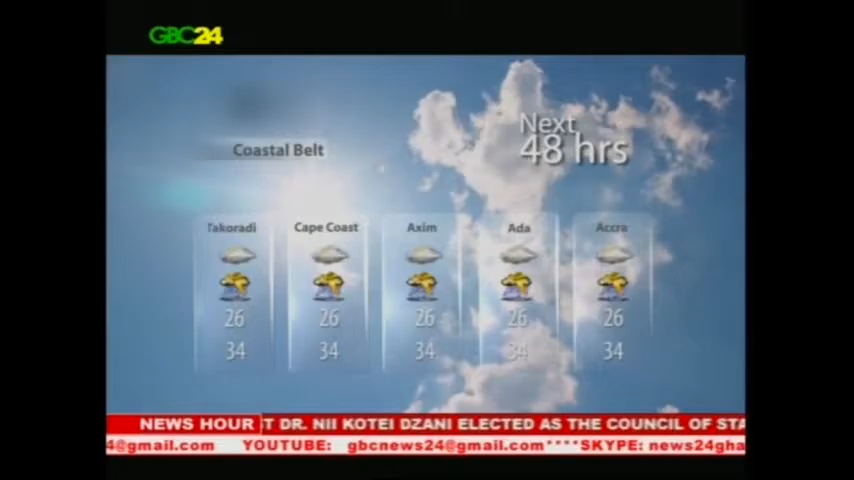 GBC24
Coastal Belt
Next
48 hrs
Takoradi Cape Coast Axim Ada Accra
26 26 26 26 26
34 34 34 34 34
NEWS HOUR T DR. NII KOTEI DZANI ELECTED AS THE COUNCIL OF STA
4@gmail.com YOUTUBE: gbcnews24@gmail.com****SKYPE: news24gha